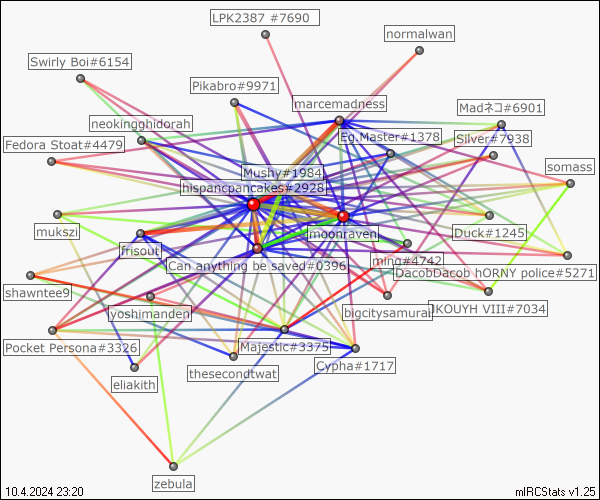 LPK2387 #7690
normalwan
Swirly Boi#6154
Pikabro#9971
marcemadness
Madネコ#6901
neokingghidorah
Eg.Master#1378
Silver#7938
Fedora Stoat#4479
somass
Mushy#1984
hispancpancakes#2928
mukszi
moonraven
Duck#1245
frisout
ming#4742
Can anything be saved#0396
DacobDacob hORNY police#5271
shawntee9
yoshimanden
bigcitysamurai
JKOUYH VIII#7034
Pocket Persona#3326
Majestic#3375
Cypha#1717
eliakith
thesecondtwat
zebula
10.4.2024 23:20
mIRCStats v1.25